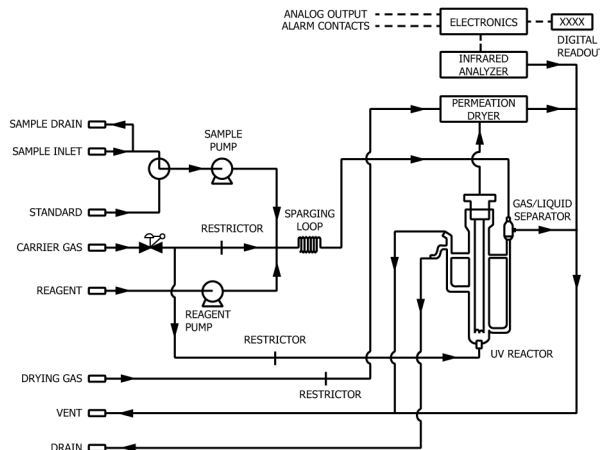 ANALOG OUTPUT
ALARM CONTACTS
ELECTRONICS
XXXX
DIGITAL
READOUT
INFRARED
ANALYZER
PERMEATION
DRYER
SAMPLE DRAIN
SAMPLE INLET
SAMPLE
PUMP
STANDARD
CARRIER GAS
RESTRICTOR
SPARGING
LOOP
GAS/LIQUID
SEPARATOR
REAGENT
REAGENT
PUMP
RESTRICTOR
UV REACTOR
DRYING GAS
RESTRICTOR
VENT
DRAIN